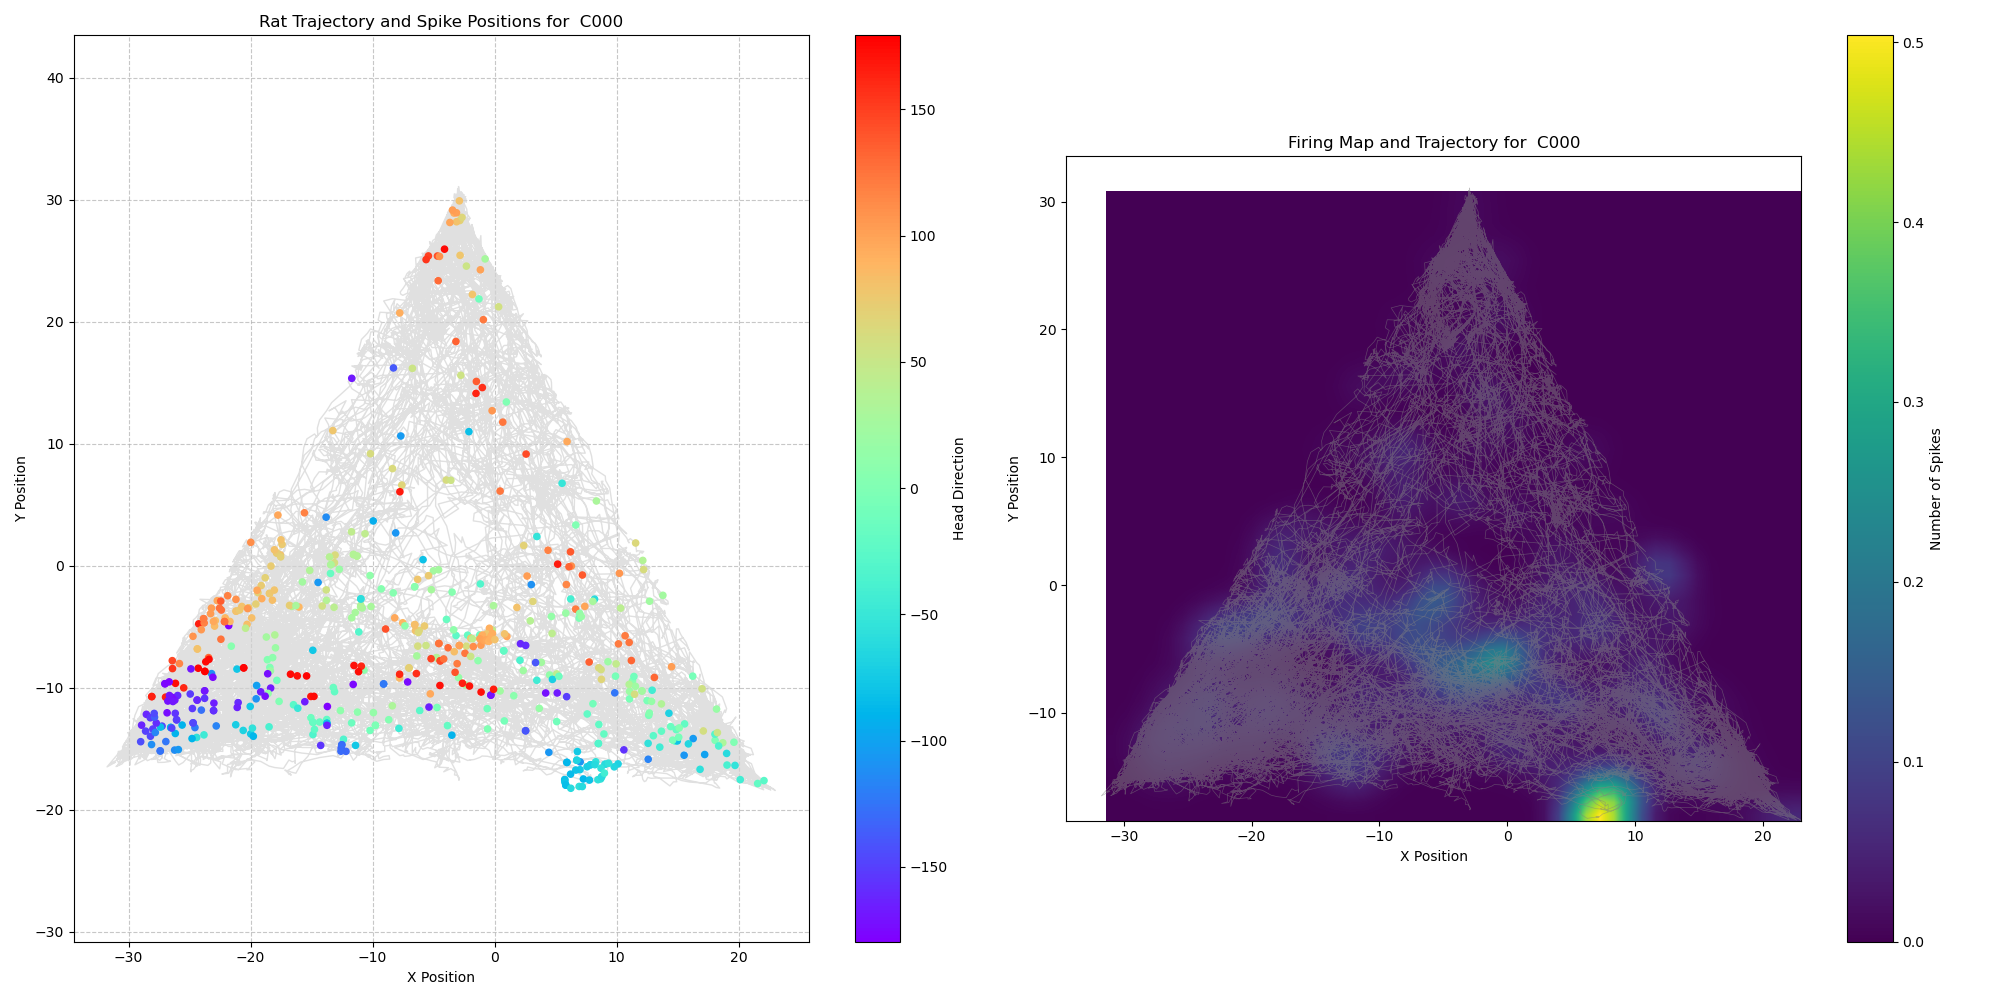 Rat Trajectory and Spike Positions for  C000
40
30
20
10
0
−10
−20
−30
Y Position
−30 −20 −10 0 10 20
X Position
150
100
50
0
−50
−100
−150
Head Direction
Firing Map and Trajectory for  C000
30
20
10
0
−10
Y Position
−30 −20 −10 0 10 20
X Position
0.5
0.4
0.3
0.2
0.1
0.0
Number of Spikes